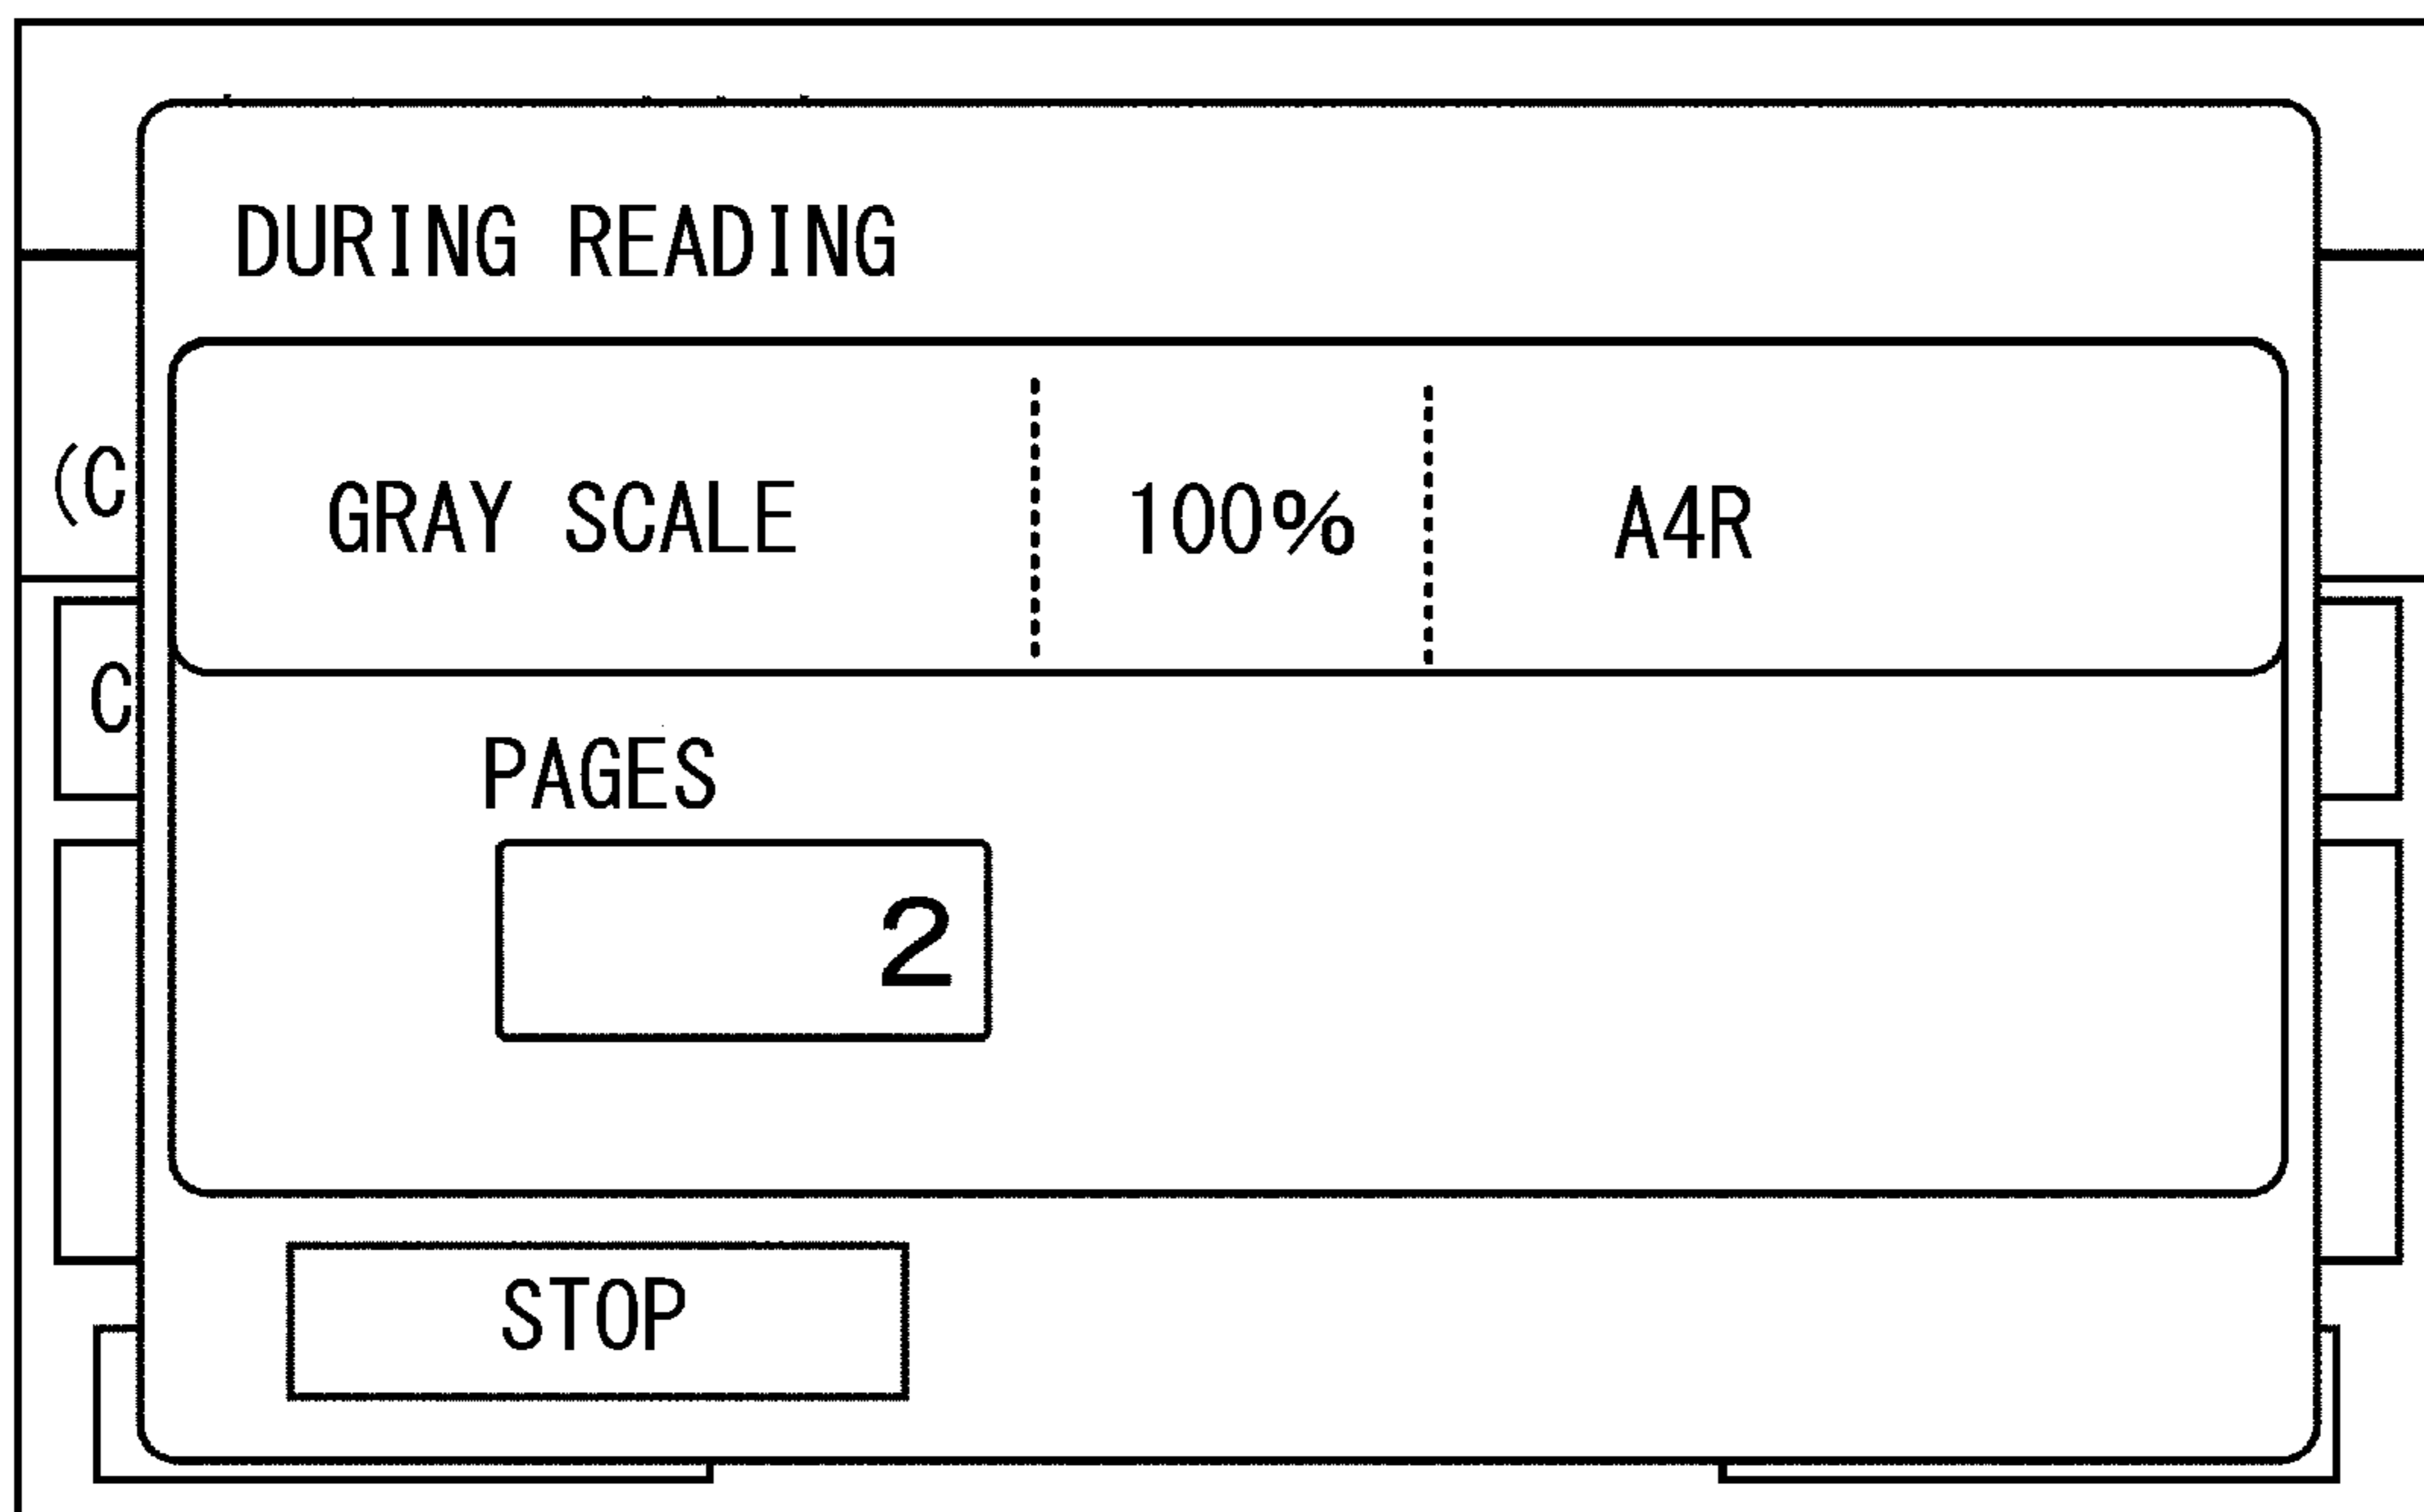 DURING READING
(C
GRAY SCALE 100% A4R
C
PAGES
2
STOP